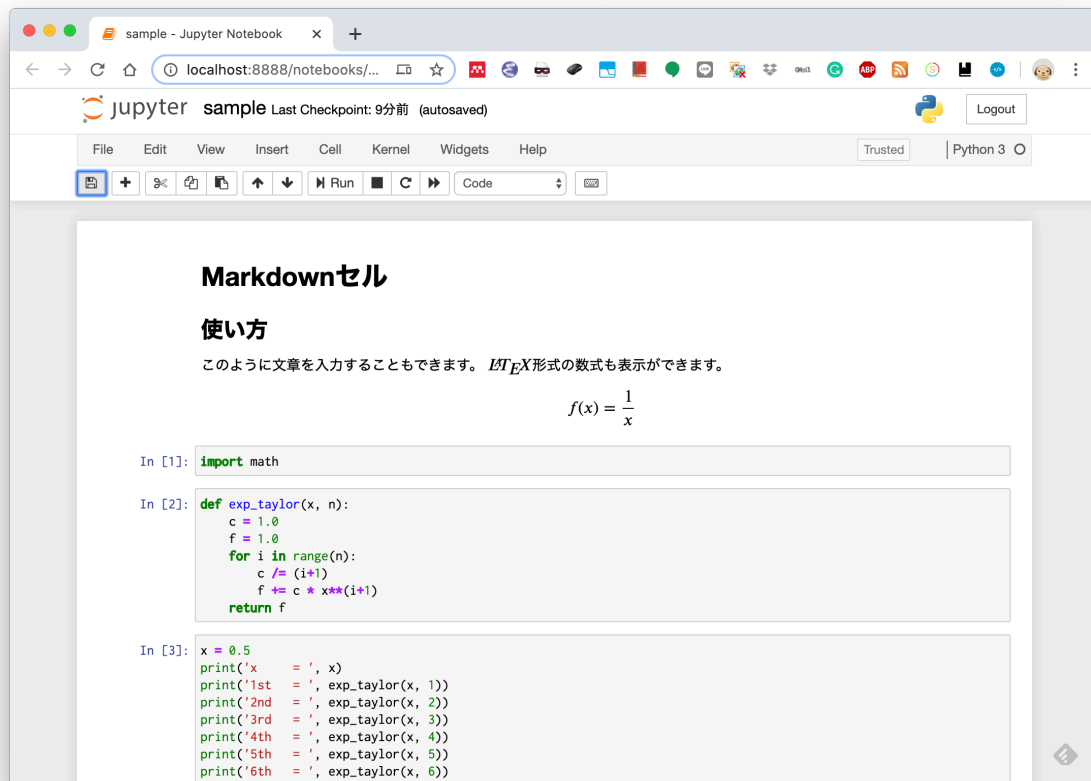 sample - Jupyter Notebook
localhost:8888/notebooks/...
jupyter sample Last Checkpoint: 9分前 (autosaved)
Logout
File Edit View Insert Cell Kernel Widgets Help Trusted Python 3
Run Code
Markdownセル
使い方
このように文章を入力することもできます。 LATEX形式の数式も表示ができます。
f(x) = 1/x
In [1]: import math
In [2]: def exp_taylor(x, n):
    c = 1.0
    f = 1.0
    for i in range(n):
        c /= (i+1)
        f += c * x**(i+1)
    return f
In [3]: x = 0.5
print('x     = ', x)
print('1st   = ', exp_taylor(x, 1))
print('2nd   = ', exp_taylor(x, 2))
print('3rd   = ', exp_taylor(x, 3))
print('4th   = ', exp_taylor(x, 4))
print('5th   = ', exp_taylor(x, 5))
print('6th   = ', exp_taylor(x, 6))